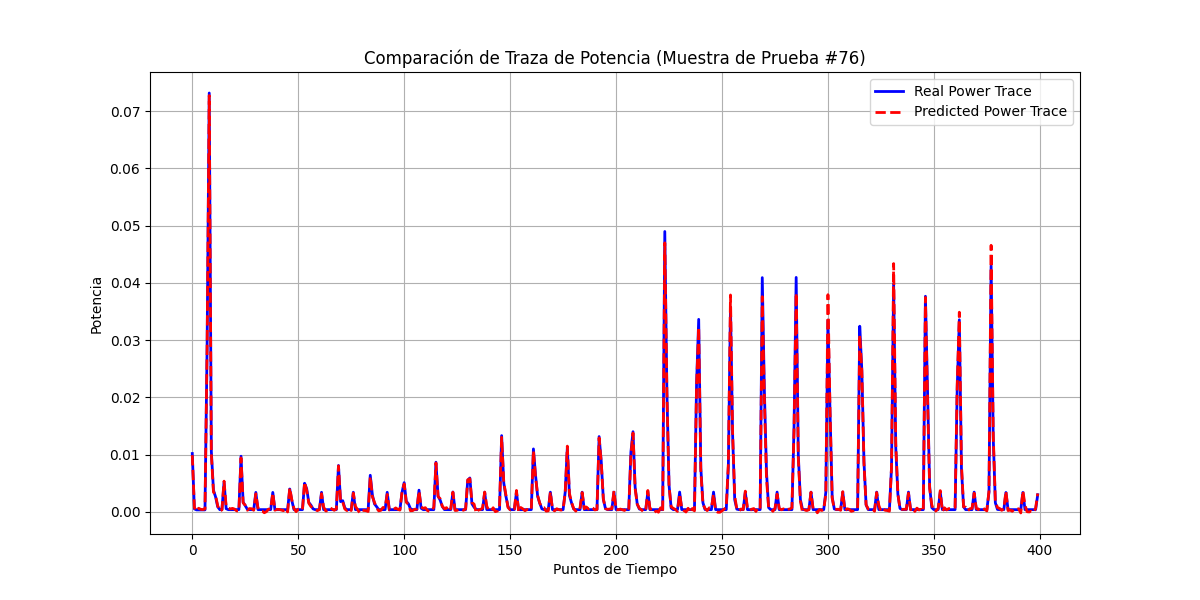 Comparación de Traza de Potencia (Muestra de Prueba #76)
Real Power Trace
Predicted Power Trace
Potencia
0.07
0.06
0.05
0.04
0.03
0.02
0.01
0.00
0 50 100 150 200 250 300 350 400
Puntos de Tiempo